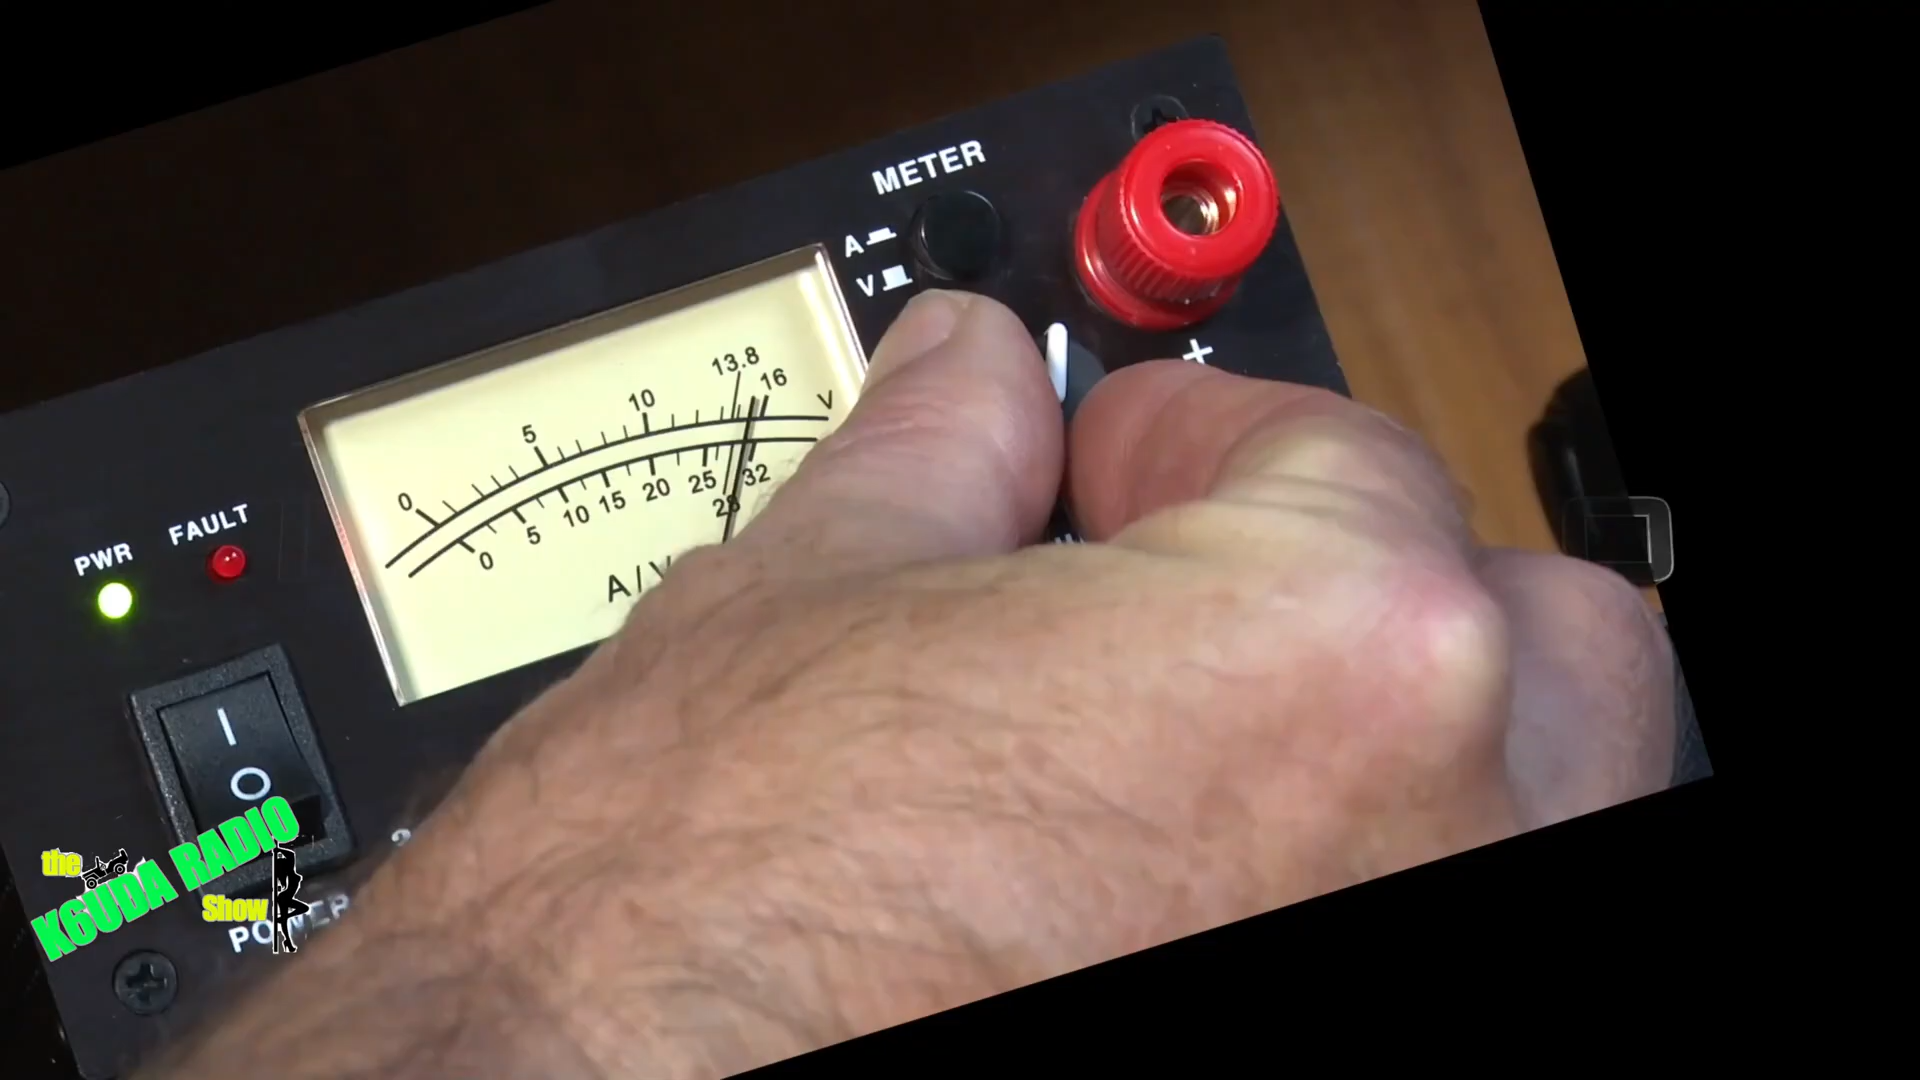 METER
A
V
+
13.8
16
10
V
5
0
0 5 10 15 20 25 28 32
A/V
FAULT
PWR
I
O
the
K6UDA RADIO
Show
POWER